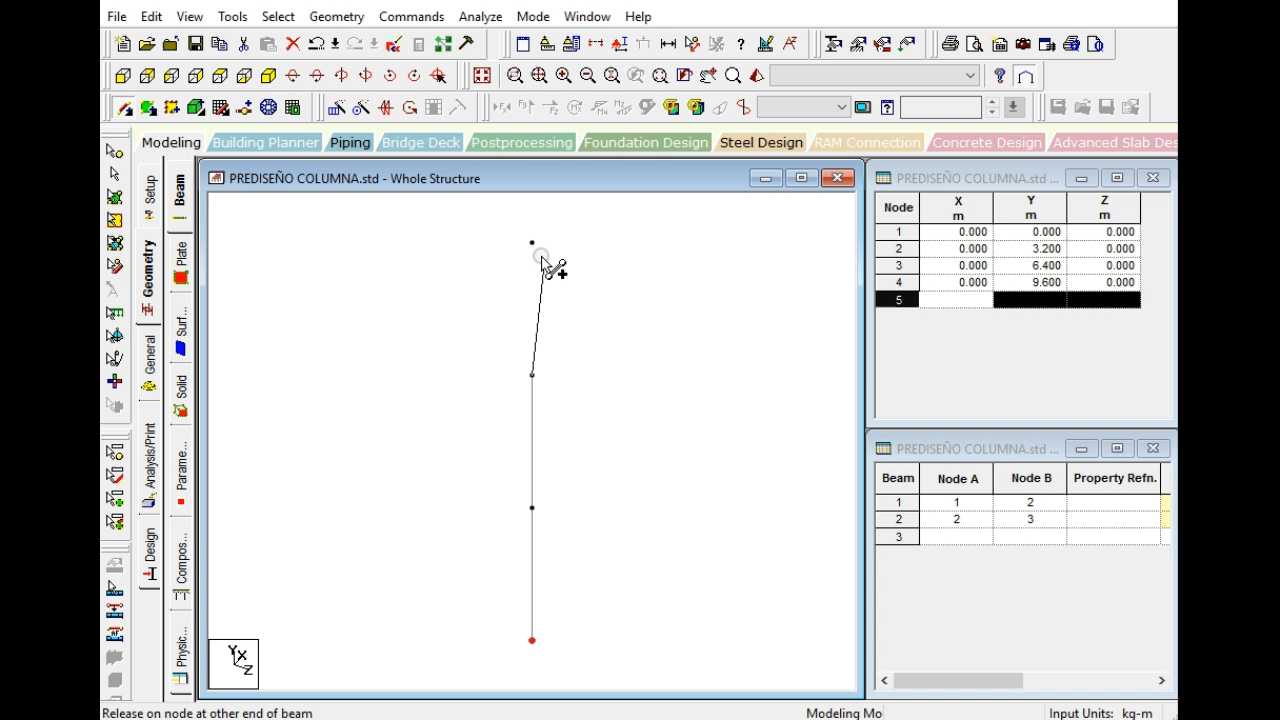 File Edit View Tools Select Geometry Commands Analyze Mode Window Help
Modeling Building Planner Piping Bridge Deck Postprocessing Foundation Design Steel Design RAM Connection Concrete Design Advanced Slab Des
Setup
Geometry
General
Analysis/Print
Design
Beam
Plate
Surf...
Solid
Parame...
Compos...
Physic...
PREDISEÑO COLUMNA.std - Whole Structure
Y X
Z
PREDISEÑO COLUMNA.std ...
Node X m Y m Z m
1 0.000 0.000 0.000
2 0.000 3.200 0.000
3 0.000 6.400 0.000
4 0.000 9.600 0.000
5
PREDISEÑO COLUMNA.std ...
Beam Node A Node B Property Refn.
1 1 2
2 2 3
3
Release on node at other end of beam Modeling Mo Input Units: kg-m